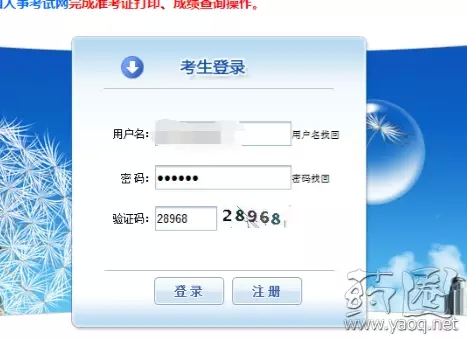 人事考试网完成准考证打印、成绩查询操作。
考生登录
用户名: 用户名找回
密 码: ●●●●●● 密码找回
验证码: 28968 28968
登 录 注 册
药圈
www.yaoq.net